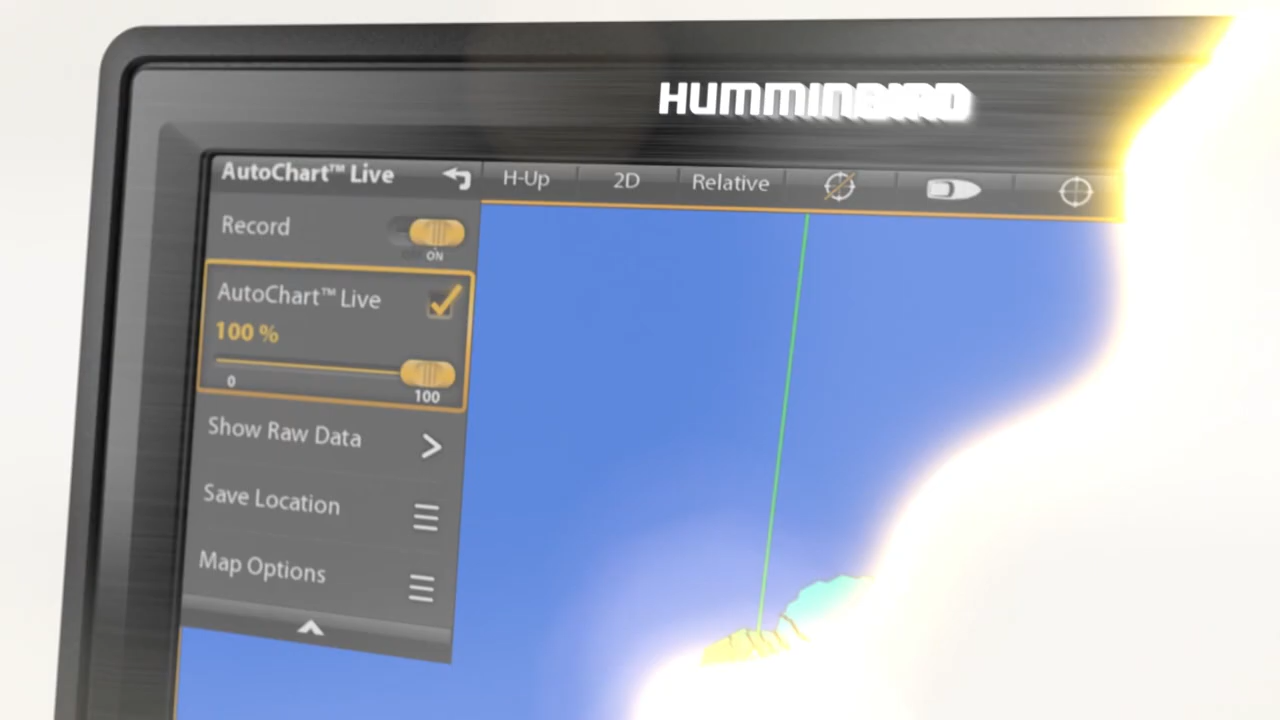 HUMMINBIRD
AutoChart™ Live
H-Up
2D
Relative
Record
ON
AutoChart™ Live
100 %
0
100
Show Raw Data
Save Location
Map Options